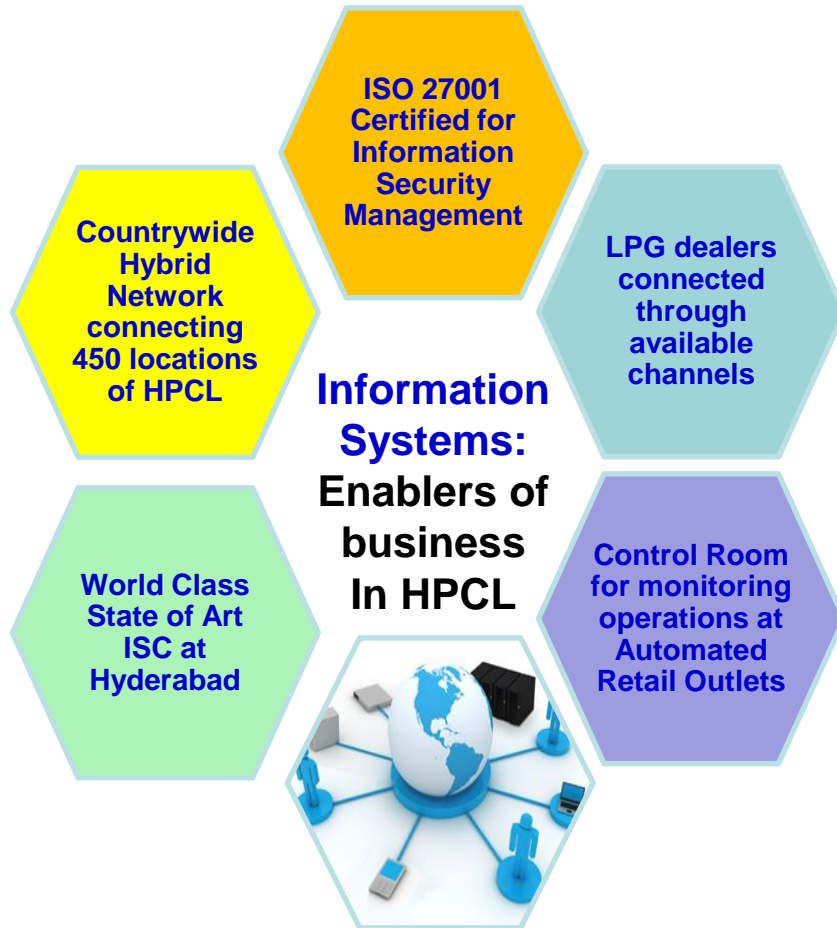 ISO 27001
Certified for
Information
Security
Management
Countrywide
Hybrid
Network
connecting
450 locations
of HPCL
LPG dealers
connected
through
available
channels
Information
Systems:
Enablers of
business
In HPCL
World Class
State of Art
ISC at
Hyderabad
Control Room
for monitoring
operations at
Automated
Retail Outlets